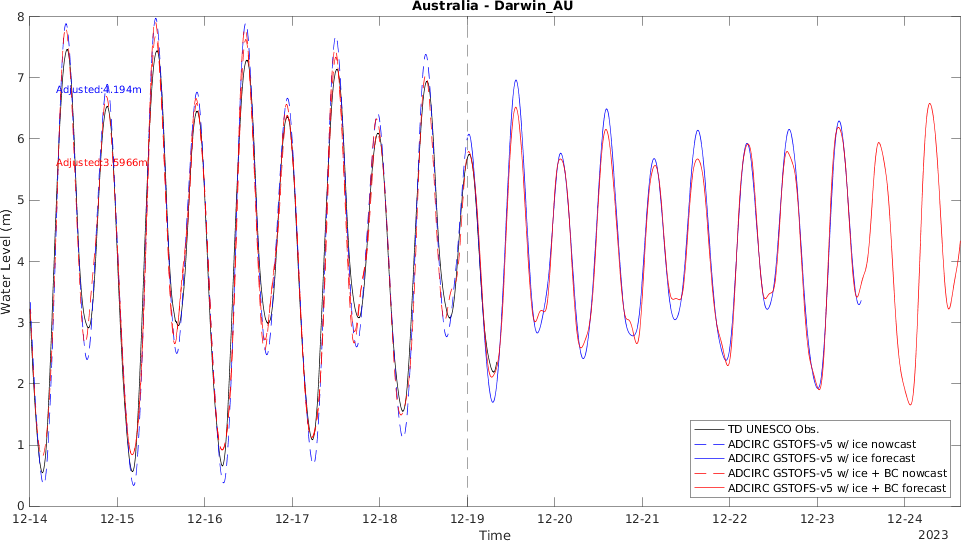 Australia - Darwin_AU
8
7
6
5
4
3
2
1
0
Water Level (m)
Adjusted:4.194m
Adjusted:3.5966m
TD UNESCO Obs.
ADCIRC GSTOFS-v5 w/ ice nowcast
ADCIRC GSTOFS-v5 w/ ice forecast
ADCIRC GSTOFS-v5 w/ ice + BC nowcast
ADCIRC GSTOFS-v5 w/ ice + BC forecast
12-14 12-15 12-16 12-17 12-18 12-19 12-20 12-21 12-22 12-23 12-24
Time
2023